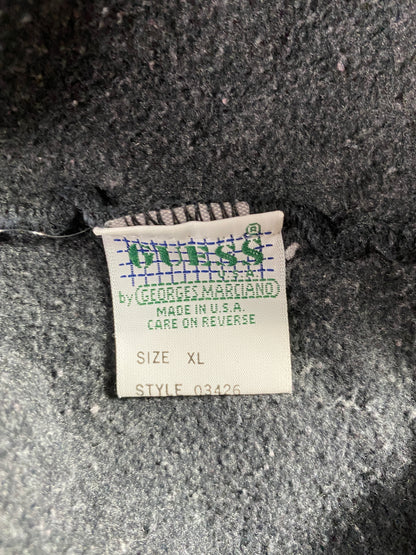 GUESS ®
U.S.A.
by GEORGES MARCIANO
MADE IN U.S.A.
CARE ON REVERSE
SIZE XL
STYLE 03426